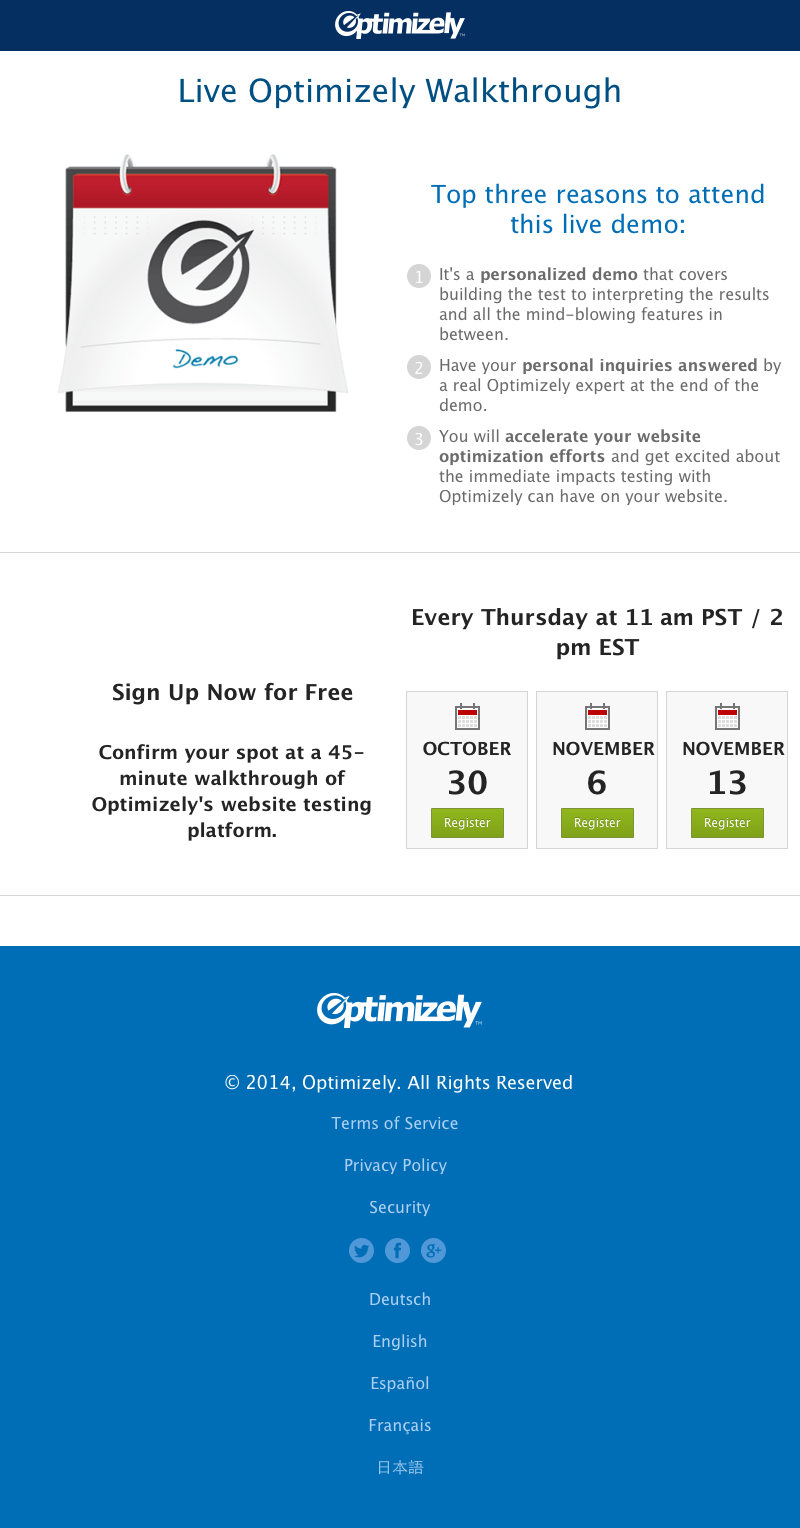 Optimizely™
Live Optimizely Walkthrough
Demo
Top three reasons to attend
this live demo:
1 It's a personalized demo that covers
building the test to interpreting the results
and all the mind-blowing features in
between.
2 Have your personal inquiries answered by
a real Optimizely expert at the end of the
demo.
3 You will accelerate your website
optimization efforts and get excited about
the immediate impacts testing with
Optimizely can have on your website.
Sign Up Now for Free
Confirm your spot at a 45-
minute walkthrough of
Optimizely's website testing
platform.
Every Thursday at 11 am PST / 2
pm EST
OCTOBER
30
Register
NOVEMBER
6
Register
NOVEMBER
13
Register
Optimizely™
© 2014, Optimizely. All Rights Reserved
Terms of Service
Privacy Policy
Security
Deutsch
English
Español
Français
日本語